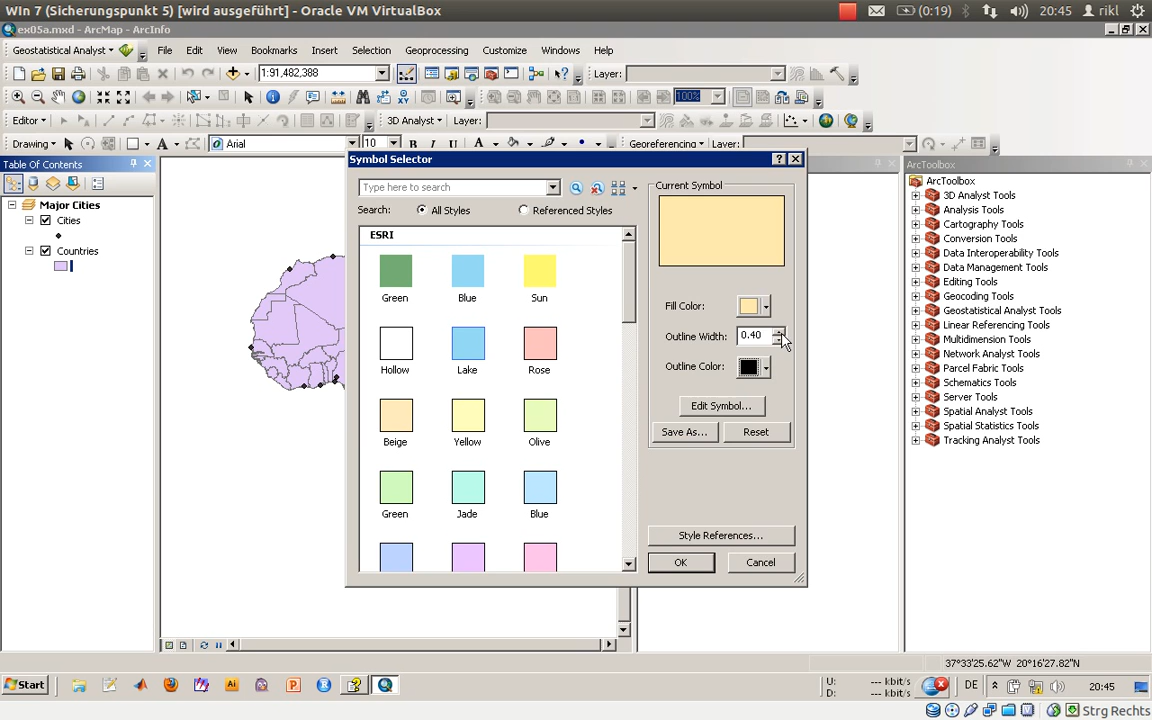 Win 7 (Sicherungspunkt 5) [wird ausgeführt] - Oracle VM VirtualBox
(0:19)
20:45
rikl
ex05a.mxd - ArcMap - ArcInfo
Geostatistical Analyst
File
Edit
View
Bookmarks
Insert
Selection
Geoprocessing
Customize
Windows
Help
1:91,482,388
Layer:
100%
Editor
3D Analyst
Layer:
Drawing
A
Arial
10
B
I
U
A
Georeferencing
Layer:
Table Of Contents
Major Cities
Cities
Countries
Symbol Selector
Type here to search
Search:
All Styles
Referenced Styles
ESRI
Green
Blue
Sun
Hollow
Lake
Rose
Beige
Yellow
Olive
Green
Jade
Blue
Current Symbol
Fill Color:
Outline Width:
0.40
Outline Color:
Edit Symbol...
Save As...
Reset
Style References...
OK
Cancel
ArcToolbox
ArcToolbox
3D Analyst Tools
Analysis Tools
Cartography Tools
Conversion Tools
Data Interoperability Tools
Data Management Tools
Editing Tools
Geocoding Tools
Geostatistical Analyst Tools
Linear Referencing Tools
Multidimension Tools
Network Analyst Tools
Parcel Fabric Tools
Schematics Tools
Server Tools
Spatial Analyst Tools
Spatial Statistics Tools
Tracking Analyst Tools
37°33'25.62"W 20°16'27.82"N
Start
Ai
P
R
U:
D:
--- kbit/s
--- kbit/s
DE
20:45
Strg Rechts